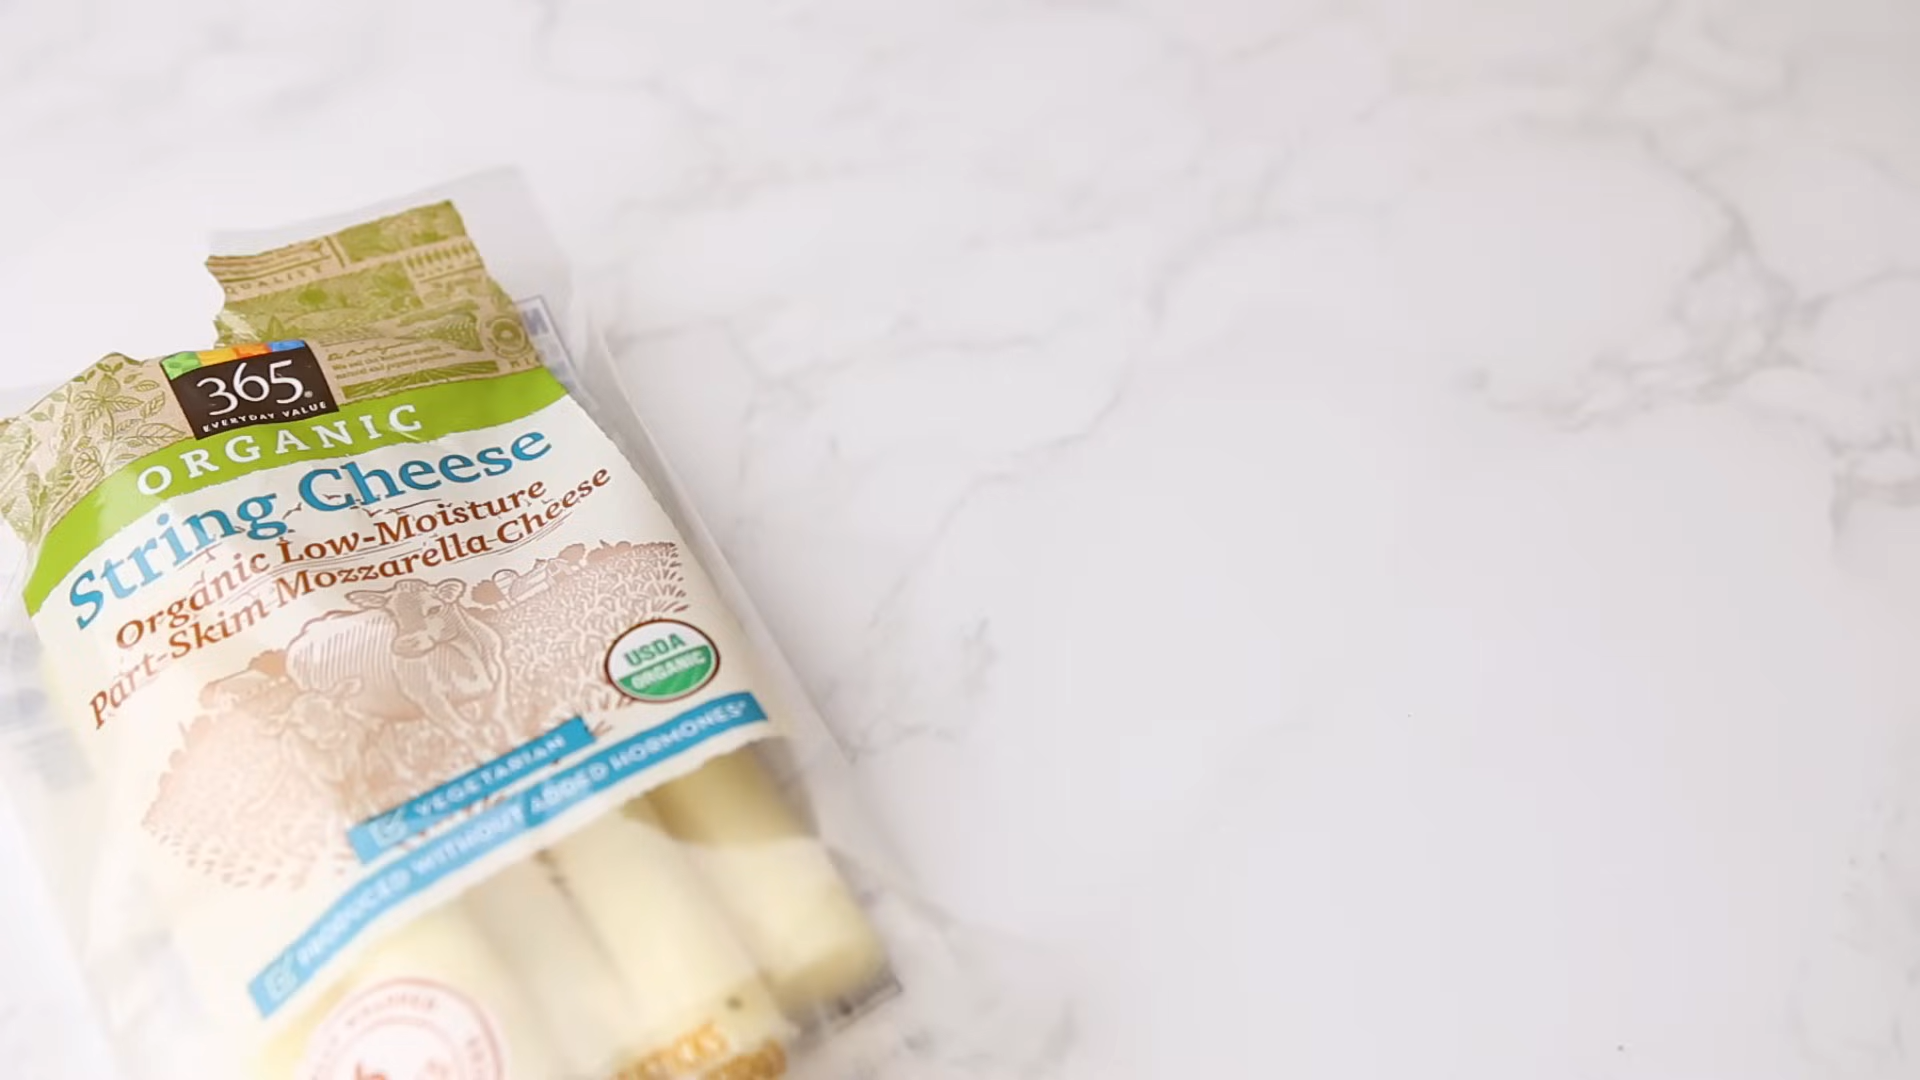 QUALITY
365
EVERYDAY VALUE
ORGANIC
String Cheese
Organic Low-Moisture
Part-Skim Mozzarella Cheese
USDA
ORGANIC
VEGETARIAN
PRODUCED WITHOUT ADDED HORMONES*